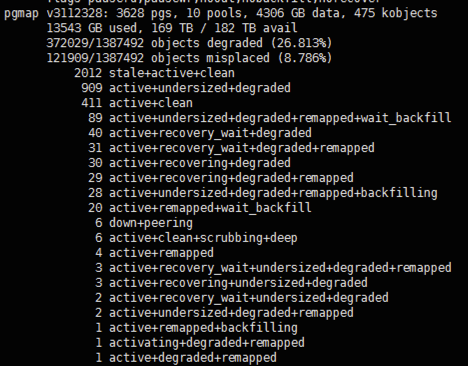 pgmap v3112328: 3628 pgs, 10 pools, 4306 GB data, 475 kobjects
13543 GB used, 169 TB / 182 TB avail
372029/1387492 objects degraded (26.813%)
121909/1387492 objects misplaced (8.786%)
2012 stale+active+clean
909 active+undersized+degraded
411 active+clean
89 active+undersized+degraded+remapped+wait_backfill
40 active+recovery_wait+degraded
31 active+recovery_wait+degraded+remapped
30 active+recovering+degraded
29 active+recovering+degraded+remapped
28 active+undersized+degraded+remapped+backfilling
20 active+remapped+wait_backfill
6 down+peering
6 active+clean+scrubbing+deep
4 active+remapped
3 active+recovery_wait+undersized+degraded+remapped
3 active+recovering+undersized+degraded
2 active+recovery_wait+undersized+degraded
2 active+undersized+degraded+remapped
1 active+remapped+backfilling
1 activating+degraded+remapped
1 active+degraded+remapped